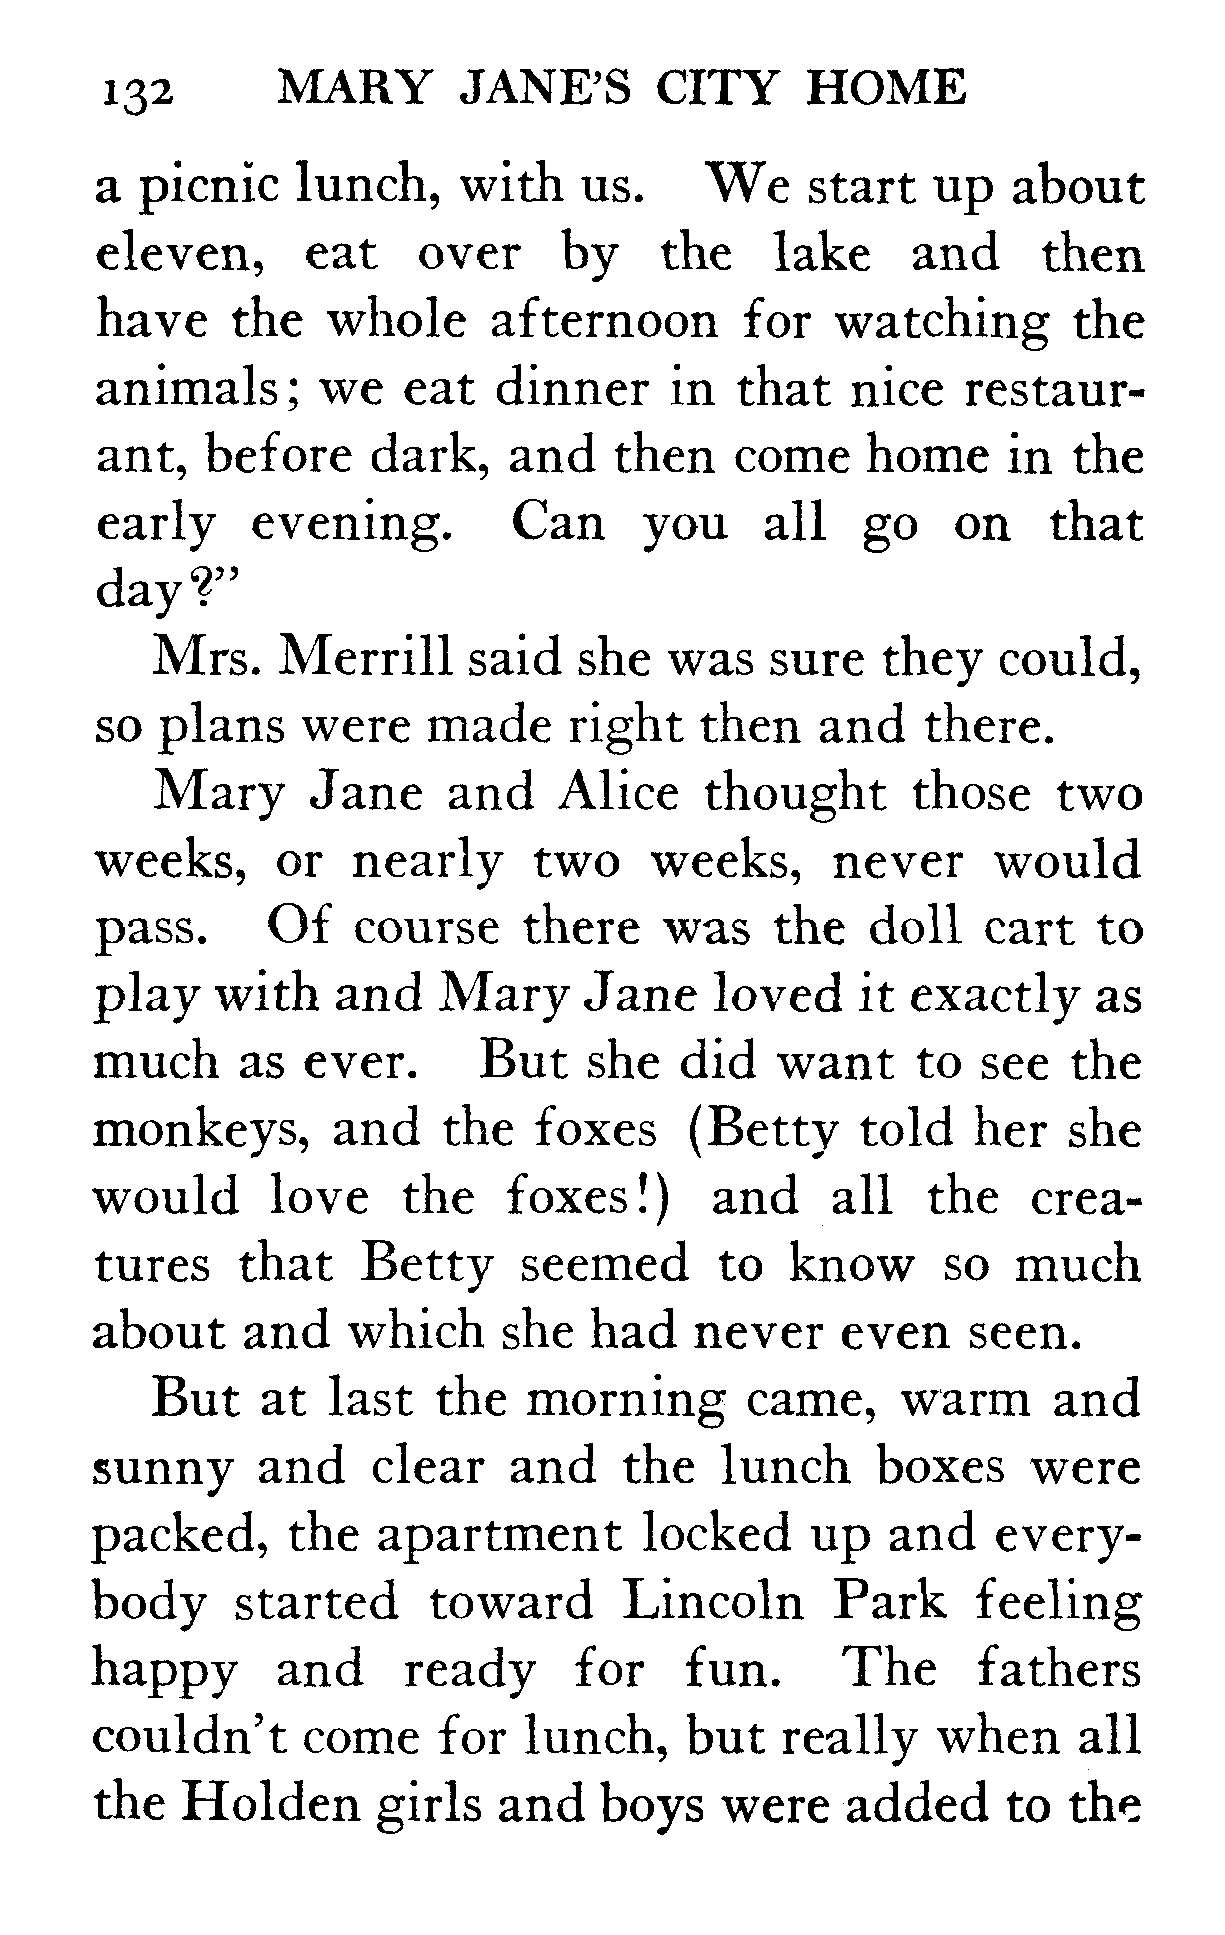 132 MARY JANE'S CITY HOME
a picnic lunch, with us. We start up about
eleven, eat over by the lake and then
have the whole afternoon for watching the
animals; we eat dinner in that nice restaur-
ant, before dark, and then come home in the
early evening. Can you all go on that
day?"
Mrs. Merrill said she was sure they could,
so plans were made right then and there.
Mary Jane and Alice thought those two
weeks, or nearly two weeks, never would
pass. Of course there was the doll cart to
play with and Mary Jane loved it exactly as
much as ever. But she did want to see the
monkeys, and the foxes (Betty told her she
would love the foxes!) and all the crea-
tures that Betty seemed to know so much
about and which she had never even seen.
But at last the morning came, warm and
sunny and clear and the lunch boxes were
packed, the apartment locked up and every-
body started toward Lincoln Park feeling
happy and ready for fun. The fathers
couldn't come for lunch, but really when all
the Holden girls and boys were added to the